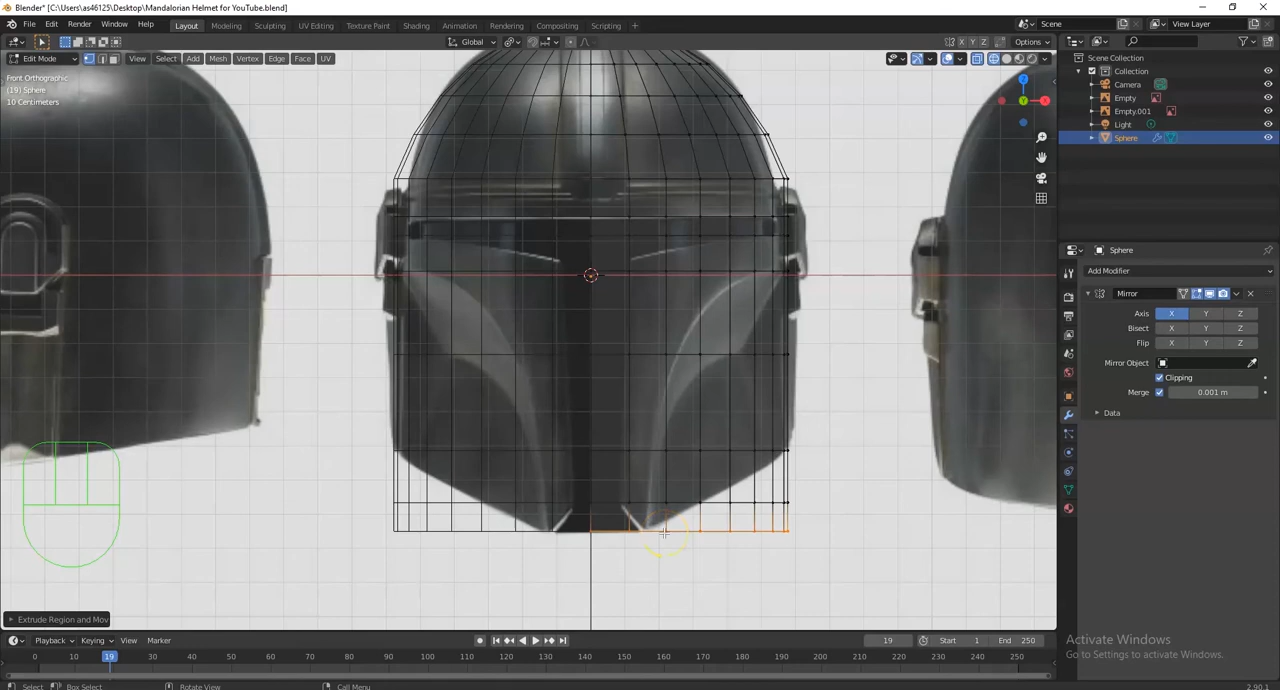 Blender* [C:\Users\as46125\Desktop\Mandalorian Helmet for YouTube.blend]
File Edit Render Window Help Layout Modeling Sculpting UV Editing Texture Paint Shading Animation Rendering Compositing Scripting + Scene View Layer
Global X Y Z Options
Edit Mode View Select Add Mesh Vertex Edge Face UV
Front Orthographic
(19) Sphere
10 Centimeters
Z
Y
X
Scene Collection
Collection
Camera
Empty
Empty.001
Light
Sphere
Sphere
Add Modifier
Mirror
Axis X Y Z
Bisect X Y Z
Flip X Y Z
Mirror Object
Clipping
Merge 0.001 m
Data
Extrude Region and Mov
Playback Keying View Marker 19 Start 1 End 250
0 10 19 30 40 50 60 70 80 90 100 110 120 130 140 150 160 170 180 190 200 210 220 230 240 250
Activate Windows
Go to Settings to activate Windows.
Select Box Select Rotate View Call Menu 2.90.1